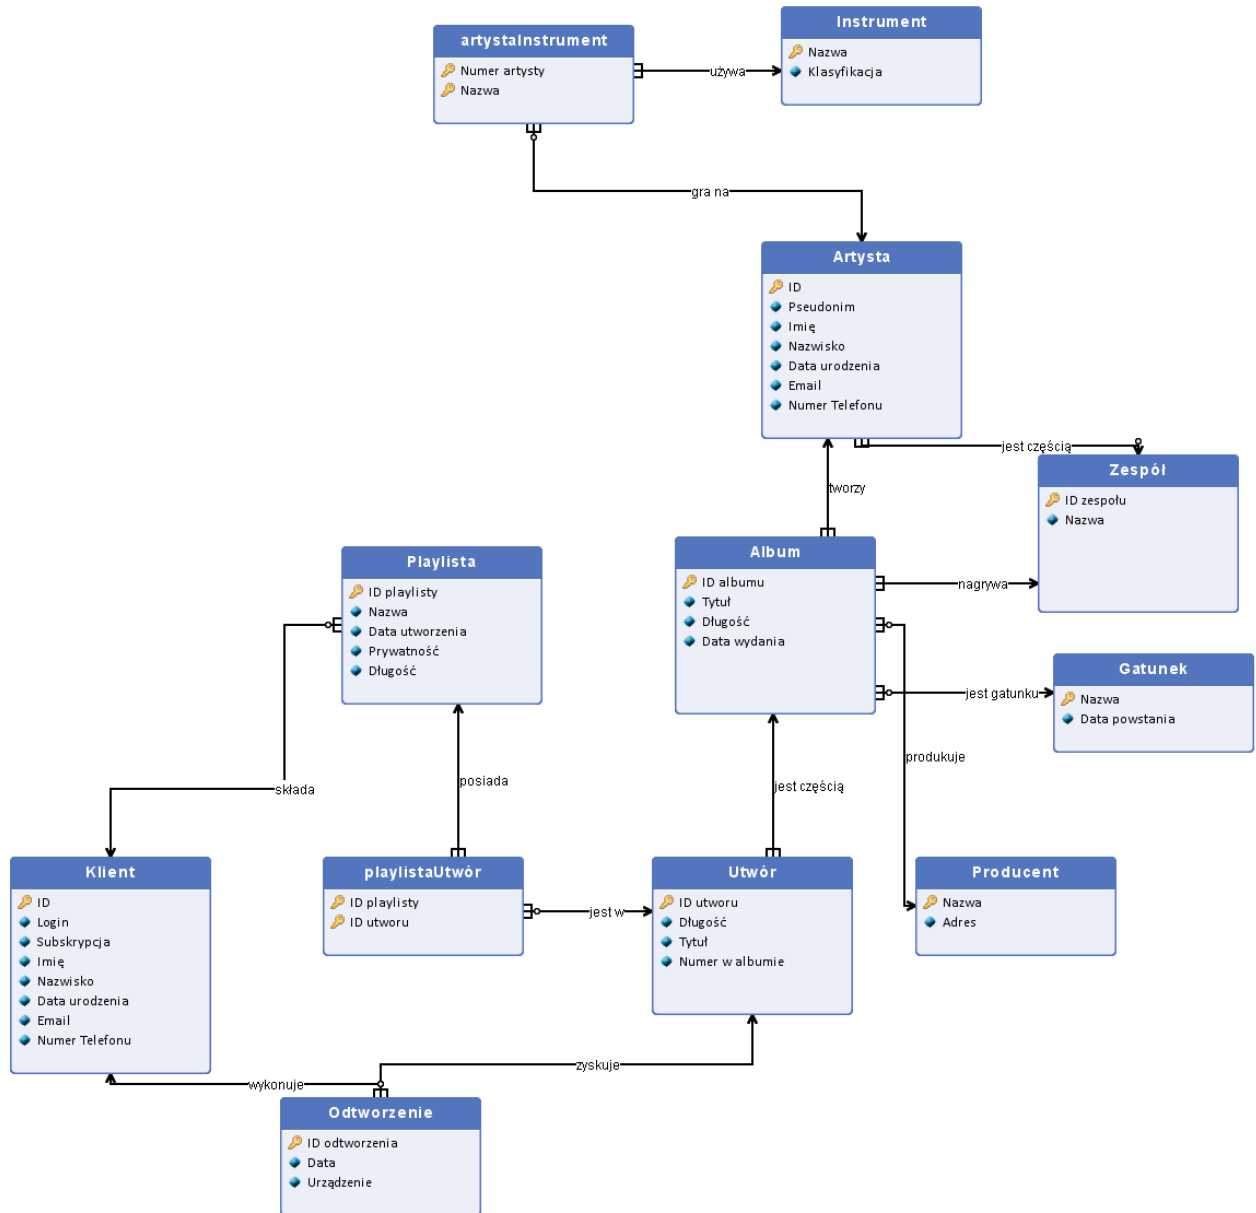 Instrument
Nazwa
Klasyfikacja
artystaInstrument
Numer artysty
Nazwa
używa
gra na
Artysta
ID
Pseudonim
Imię
Nazwisko
Data urodzenia
Email
Numer Telefonu
jest częścią
Zespół
ID zespołu
Nazwa
tworzy
Album
ID albumu
Tytuł
Długość
Data wydania
nagrywa
Playlista
ID playlisty
Nazwa
Data utworzenia
Prywatność
Długość
Gatunek
Nazwa
Data powstania
jest gatunku
produkuje
składa
posiada
jest częścią
Klient
ID
Login
Subskrypcja
Imię
Nazwisko
Data urodzenia
Email
Numer Telefonu
playlistaUtwór
ID playlisty
ID utworu
jest w
Utwór
ID utworu
Długość
Tytuł
Numer w albumie
Producent
Nazwa
Adres
zyskuje
wykonuje
Odtworzenie
ID odtworzenia
Data
Urządzenie